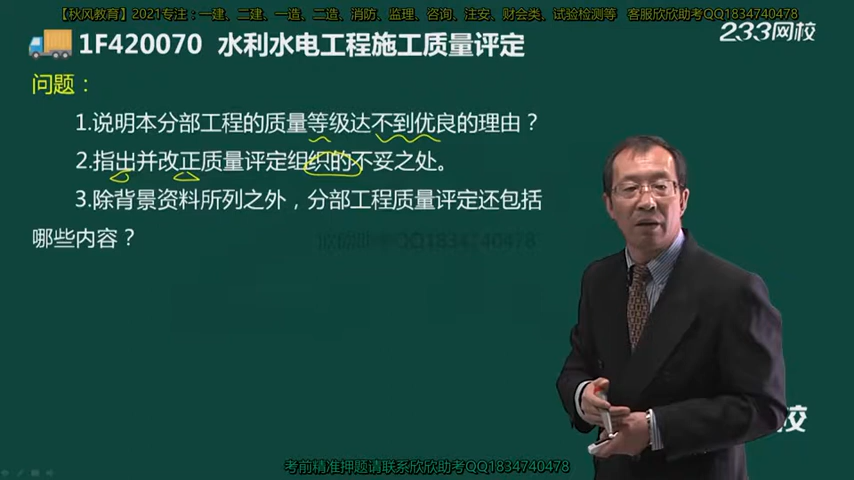 【秋风教育】2021专注：一建、二建、一造、二造、消防、监理、咨询、注安、财会类、试验检测等 客服欣欣助考QQ1834740478
1F420070 水利水电工程施工质量评定
233网校
问题：
1.说明本分部工程的质量等级达不到优良的理由？
2.指出并改正质量评定组织的不妥之处。
3.除背景资料所列之外，分部工程质量评定还包括
哪些内容？
欣欣助考QQ1834740478
校
考前精准押题请联系欣欣助考QQ1834740478